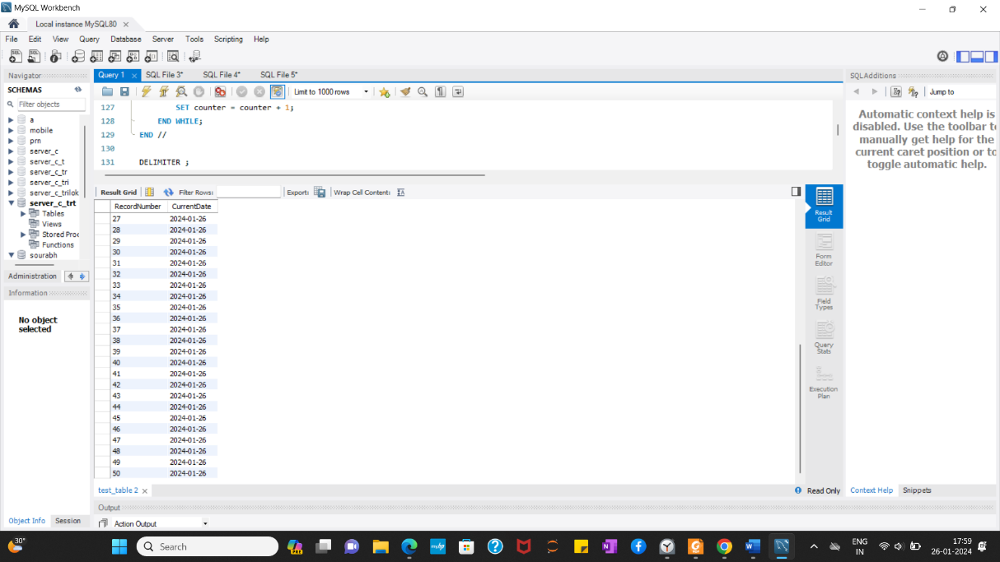 MySQL Workbench
Local instance MySQL80
File Edit View Query Database Server Tools Scripting Help
Navigator
SCHEMAS
Filter objects
a
mobile
prn
server_c
server_c_t
server_c_tr
server_c_tri
server_c_trilok
server_c_trt
Tables
Views
Stored Proc
Functions
sourabh
Administration
Information
No object
selected
Object Info Session
Query 1 SQL File 3* SQL File 4* SQL File 5*
Limit to 1000 rows
127 SET counter = counter + 1;
128 END WHILE;
129 END //
130
131 DELIMITER ;
Result Grid Filter Rows: Export: Wrap Cell Content:
RecordNumber CurrentDate
27 2024-01-26
28 2024-01-26
29 2024-01-26
30 2024-01-26
31 2024-01-26
32 2024-01-26
33 2024-01-26
34 2024-01-26
35 2024-01-26
36 2024-01-26
37 2024-01-26
38 2024-01-26
39 2024-01-26
40 2024-01-26
41 2024-01-26
42 2024-01-26
43 2024-01-26
44 2024-01-26
45 2024-01-26
46 2024-01-26
47 2024-01-26
48 2024-01-26
49 2024-01-26
50 2024-01-26
Result
Grid
Form
Editor
Field
Types
Query
Stats
Execution
Plan
test_table 2 Read Only
Output
Action Output
SQLAdditions
Jump to
Automatic context help is
disabled. Use the toolbar to
manually get help for the
current caret position or to
toggle automatic help.
Context Help Snippets
30°
Search
ENG
IN
17:59
26-01-2024